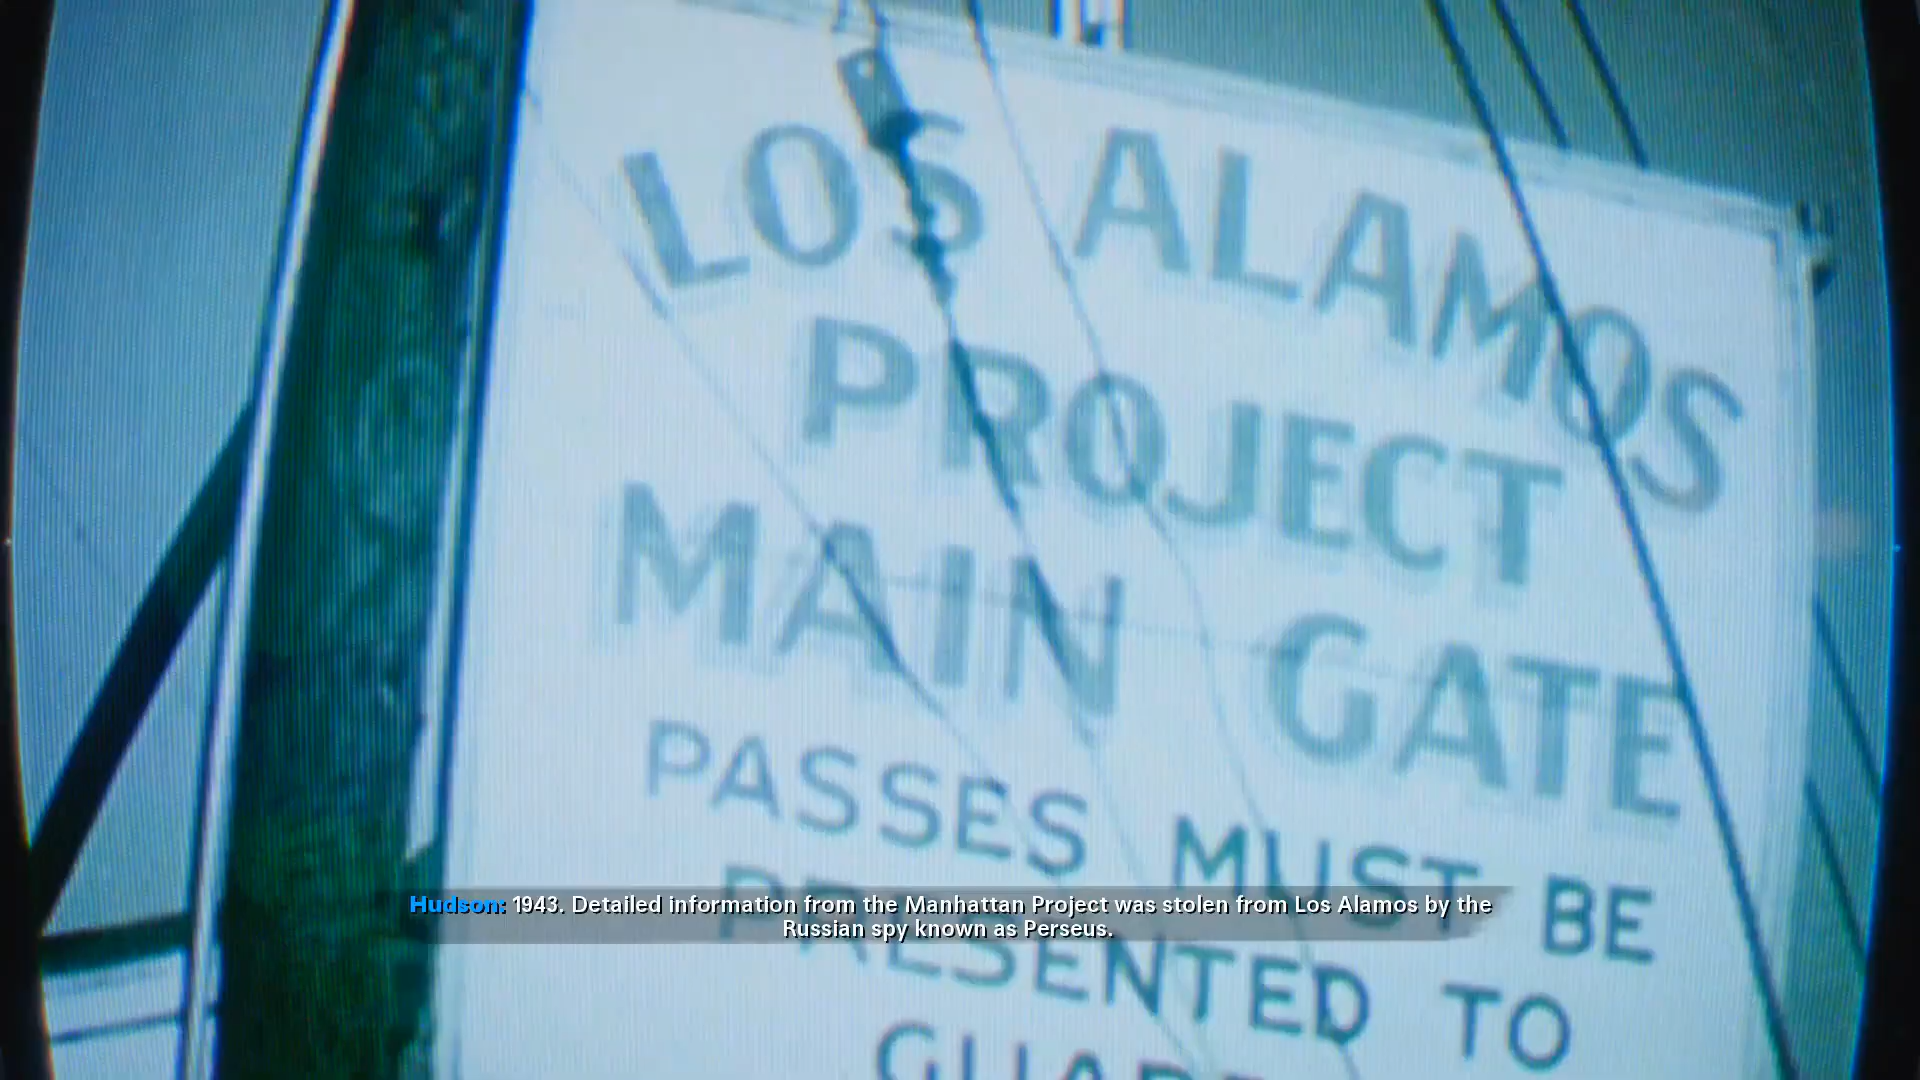 LOS ALAMOS
PROJECT
MAIN GATE
PASSES MUST BE
PRESENTED TO
Hudson: 1943. Detailed information from the Manhattan Project was stolen from Los Alamos by the
Russian spy known as Perseus.